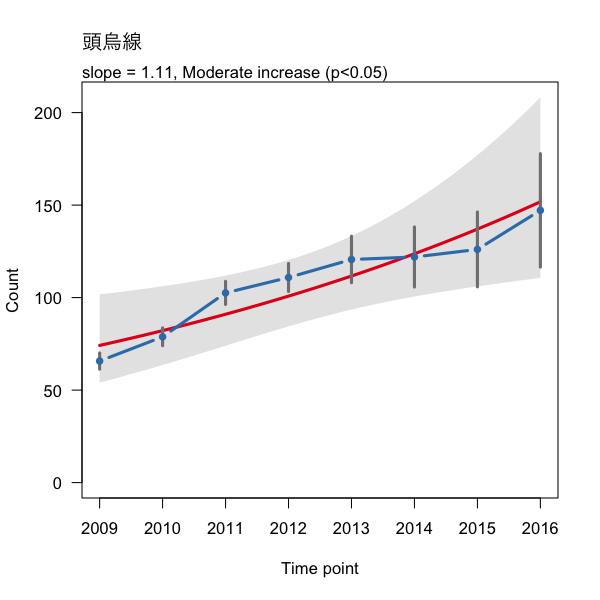 頭烏線
slope = 1.11, Moderate increase (p<0.05)
200
150
100
50
0
Count
2009 2010 2011 2012 2013 2014 2015 2016
Time point